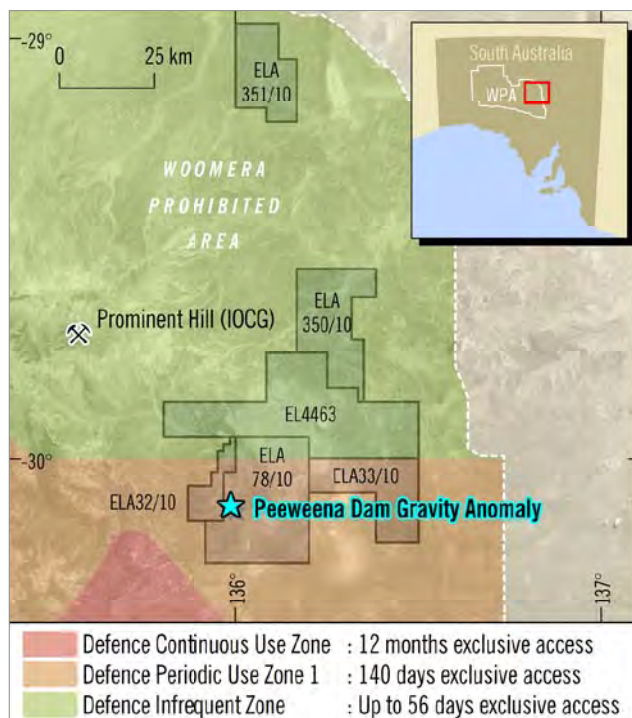 -29°
0 25 km
ELA
351/10
South Australia
WPA
WOOMERA
PROHIBITED
AREA
ELA
350/10
Prominent Hill (IOCG)
EL4463
-30°
ELA
78/10
ELA33/10
ELA32/10
Peeweena Dam Gravity Anomaly
136°
137°
Defence Continuous Use Zone : 12 months exclusive access
Defence Periodic Use Zone 1 : 140 days exclusive access
Defence Infrequent Zone : Up to 56 days exclusive access